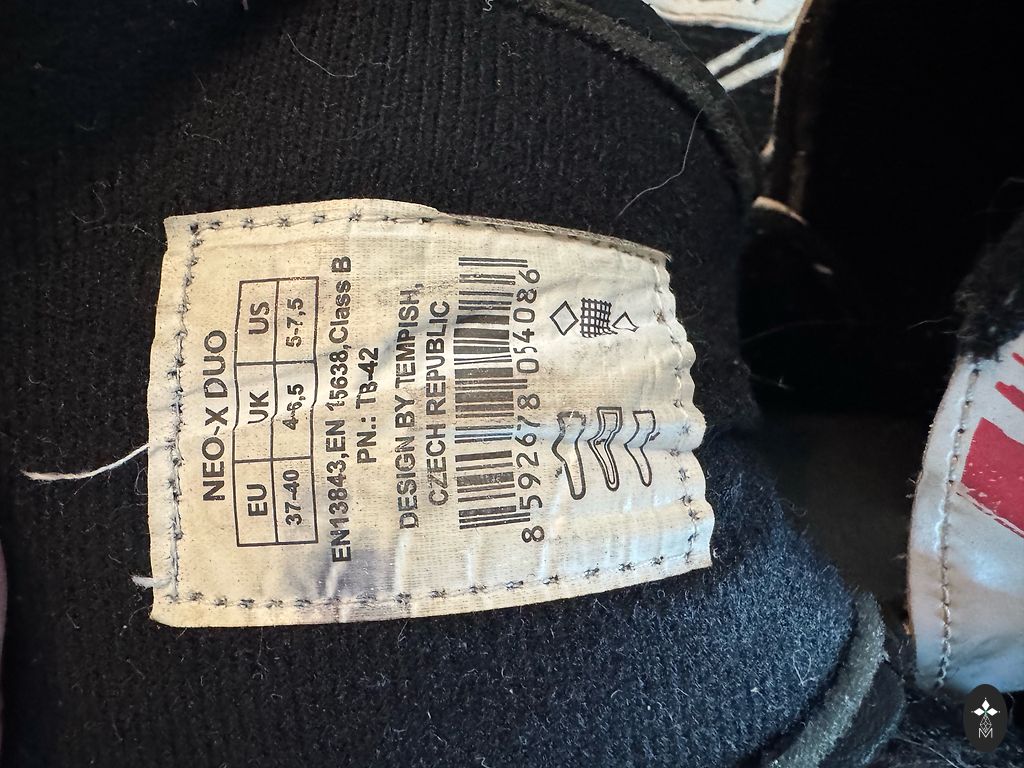 NEO-X DUO
EU UK US
37-40 4-6,5 5-7,5
EN13843,EN 15638,Class B
PN.: TB-42
DESIGN BY TEMPISH,
CZECH REPUBLIC
8 592678 054086
M